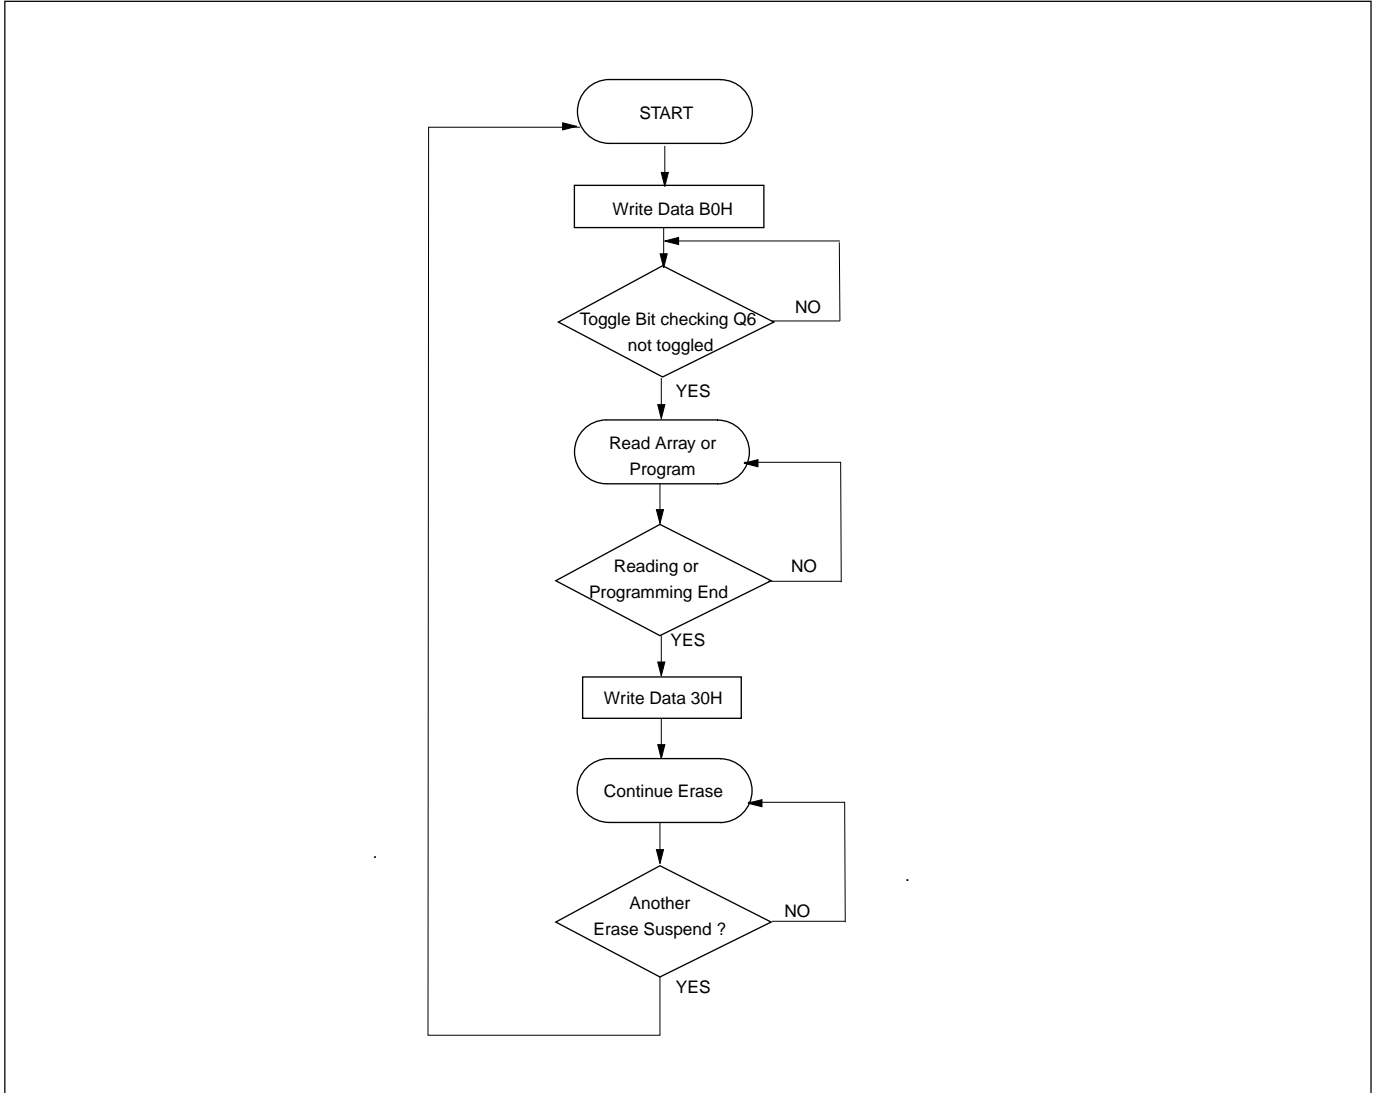 START
Write Data B0H
NO
Toggle Bit checking Q6
not toggled
YES
Read Array or
Program
NO
Reading or
Programming End
YES
Write Data 30H
Continue Erase
Another
NO
Erase Suspend ?
YES